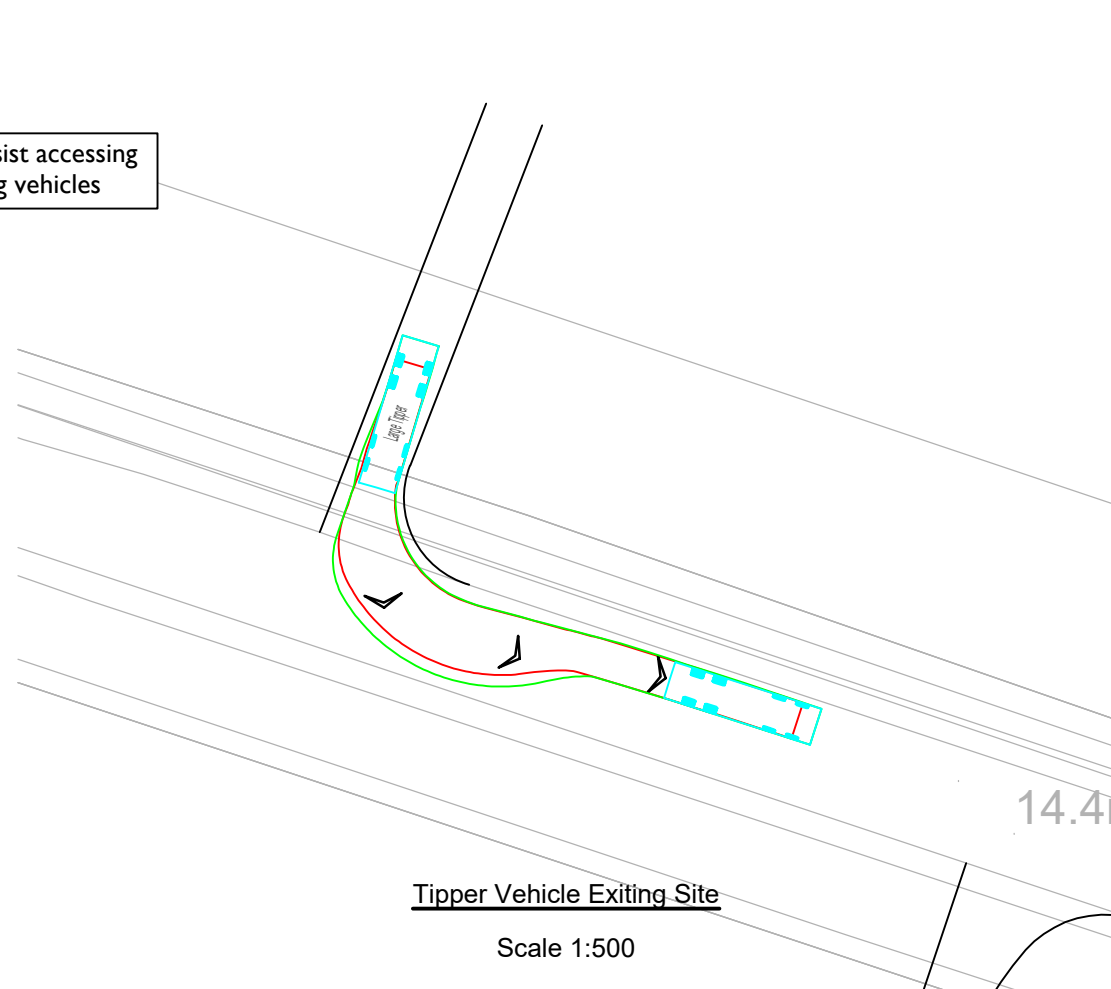 sist accessing
g vehicles
Large Tipper
14.4
Tipper Vehicle Exiting Site
Scale 1:500